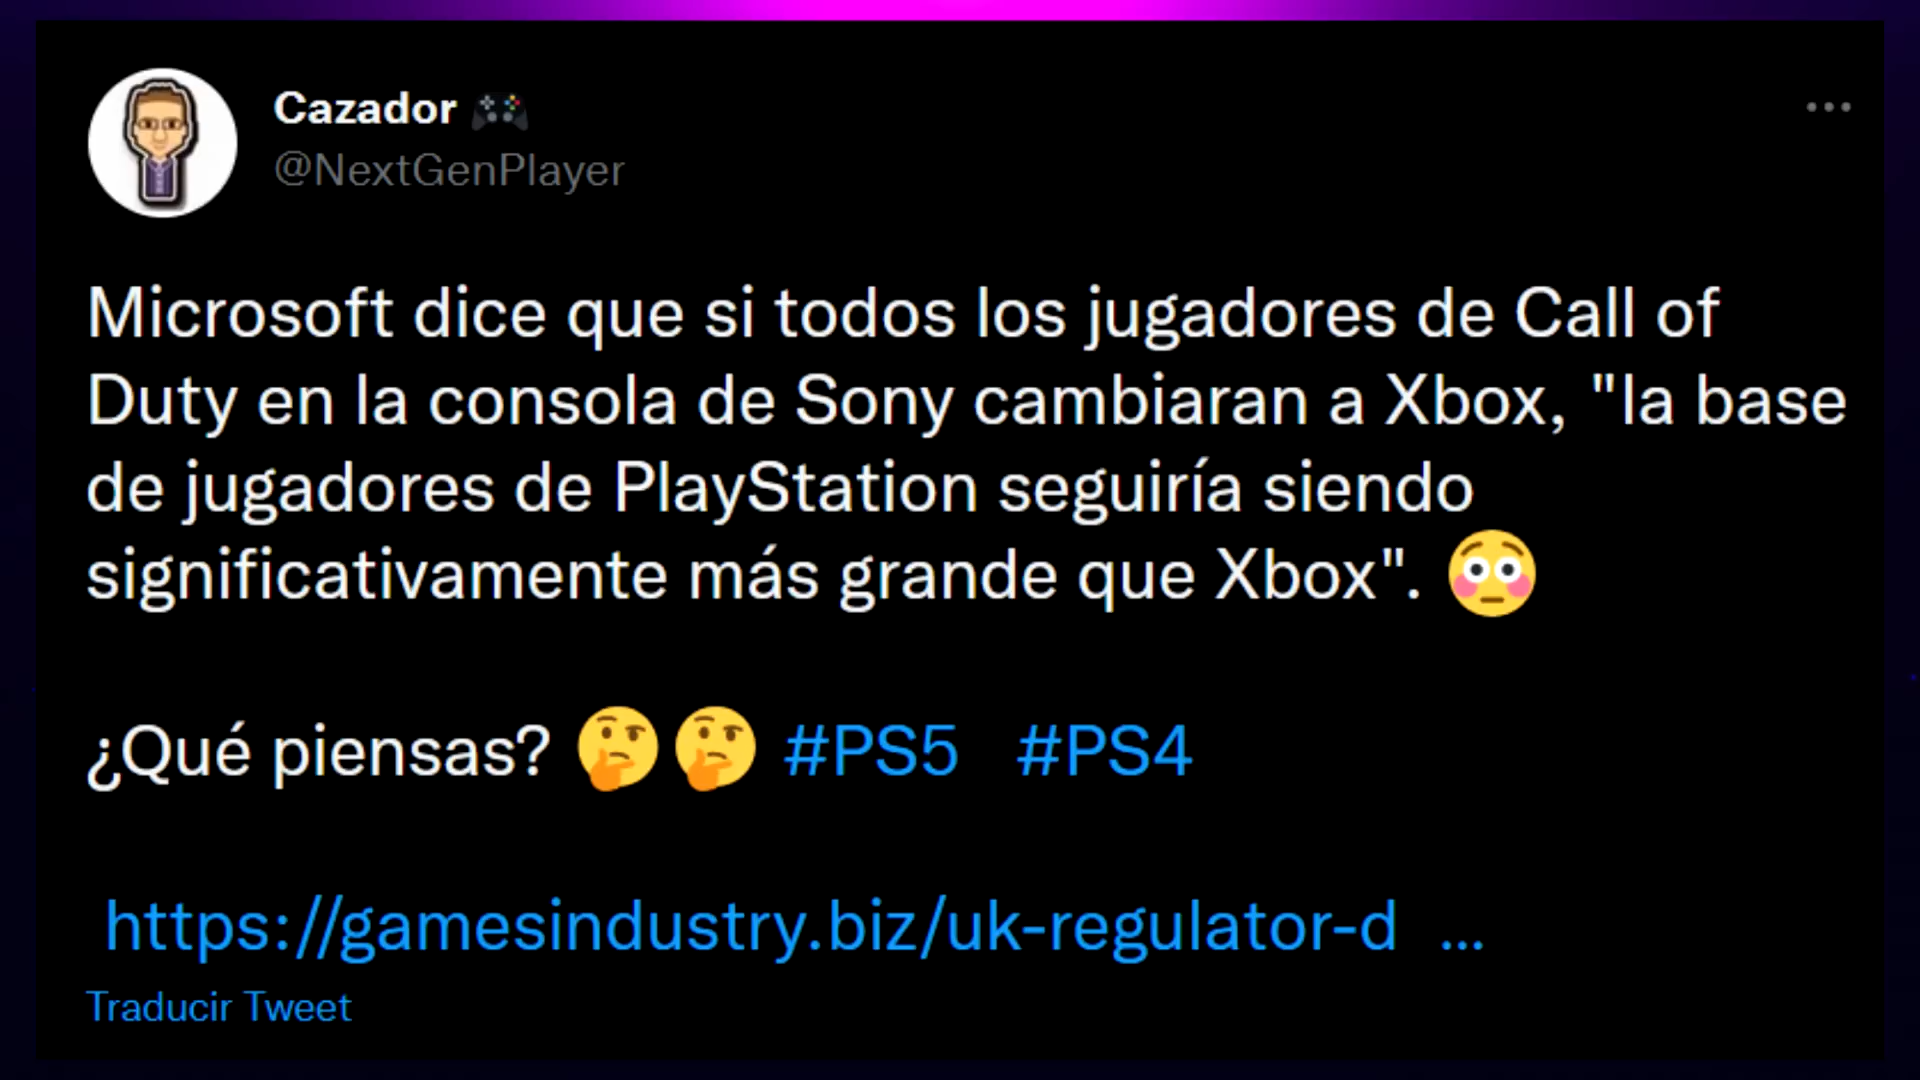 Cazador 🎮
@NextGenPlayer
Microsoft dice que si todos los jugadores de Call of
Duty en la consola de Sony cambiaran a Xbox, "la base
de jugadores de PlayStation seguiría siendo
significativamente más grande que Xbox". 😳
¿Qué piensas? 🤔🤔 #PS5 #PS4
https://gamesindustry.biz/uk-regulator-d ...
Traducir Tweet